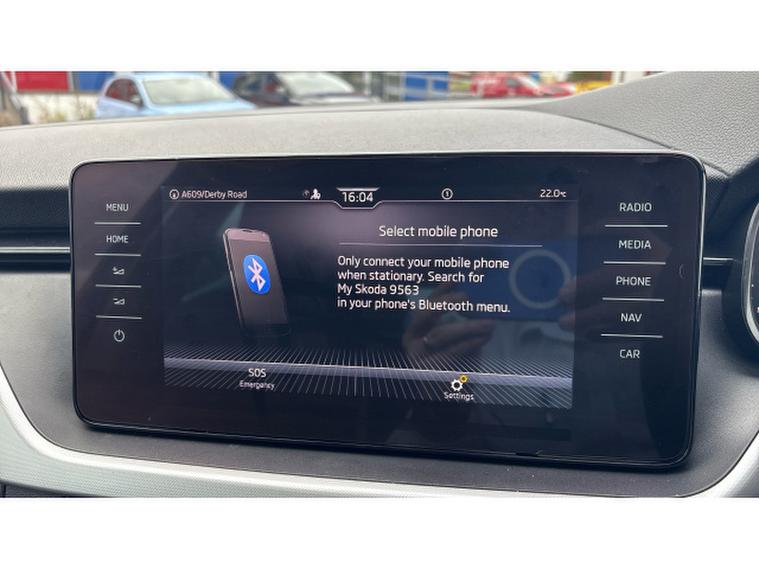 MENU
HOME
A609/Derby Road
16:04
22.0°C
Select mobile phone
Only connect your mobile phone
when stationary. Search for
My Skoda 9563
in your phone's Bluetooth menu.
SOS
Emergency
Settings
RADIO
MEDIA
PHONE
NAV
CAR